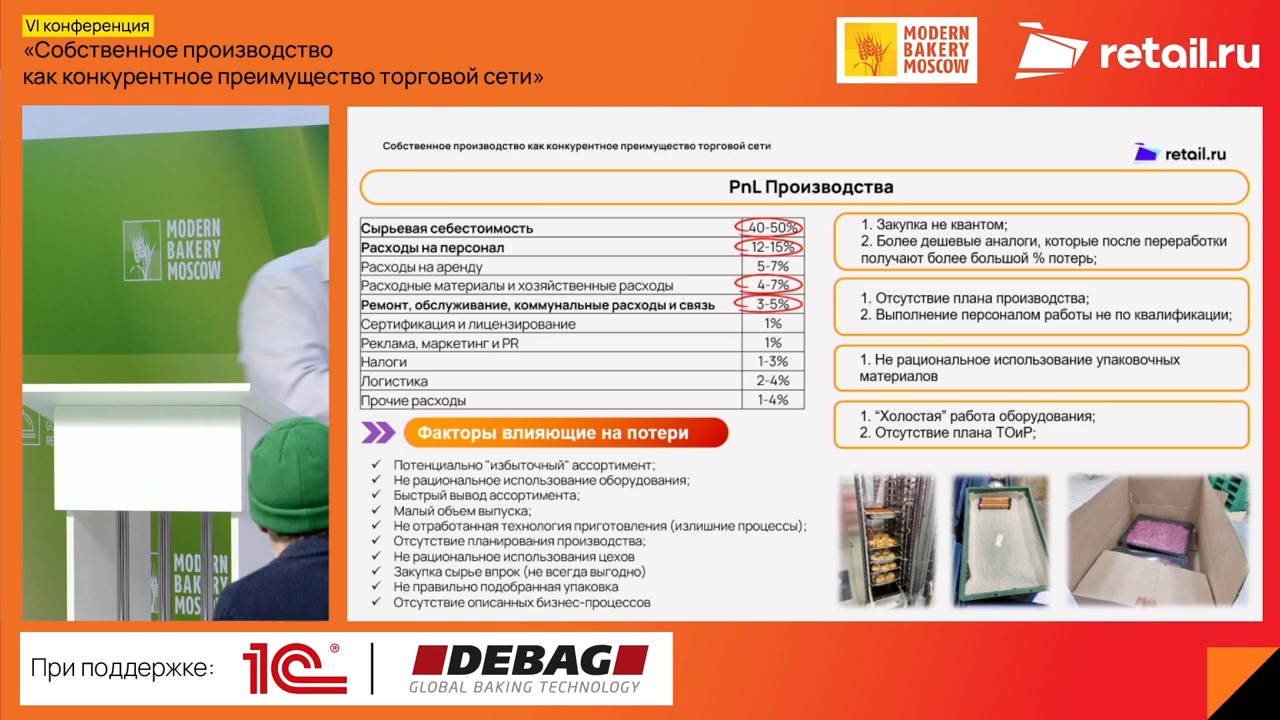 VI конференция
«Собственное производство
как конкурентное преимущество торговой сети»
MODERN
BAKERY
MOSCOW
retail.ru
MODERN
BAKERY
MOSCOW
Собственное производство как конкурентное преимущество торговой сети
retail.ru
PnL Производства
Сырьевая себестоимость 40-50%
Расходы на персонал 12-15%
Расходы на аренду 5-7%
Расходные материалы и хозяйственные расходы 4-7%
Ремонт, обслуживание, коммунальные расходы и связь 3-5%
Сертификация и лицензирование 1%
Реклама, маркетинг и PR 1%
Налоги 1-3%
Логистика 2-4%
Прочие расходы 1-4%
1. Закупка не квантом;
2. Более дешевые аналоги, которые после переработки
получают более большой % потерь;
1. Отсутствие плана производства;
2. Выполнение персоналом работы не по квалификации;
1. Не рациональное использование упаковочных
материалов
1. “Холостая” работа оборудования;
2. Отсутствие плана ТОиР;
Факторы влияющие на потери
✓ Потенциально "избыточный" ассортимент;
✓ Не рациональное использование оборудования;
✓ Быстрый вывод ассортимента;
✓ Малый объем выпуска;
✓ Не отработанная технология приготовления (излишние процессы);
✓ Отсутствие планирования производства;
✓ Не рациональное использование цехов
✓ Закупка сырье впрок (не всегда выгодно)
✓ Не правильно подобранная упаковка
✓ Отсутствие описанных бизнес-процессов
При поддержке:
1С®
DEBAG
GLOBAL BAKING TECHNOLOGY